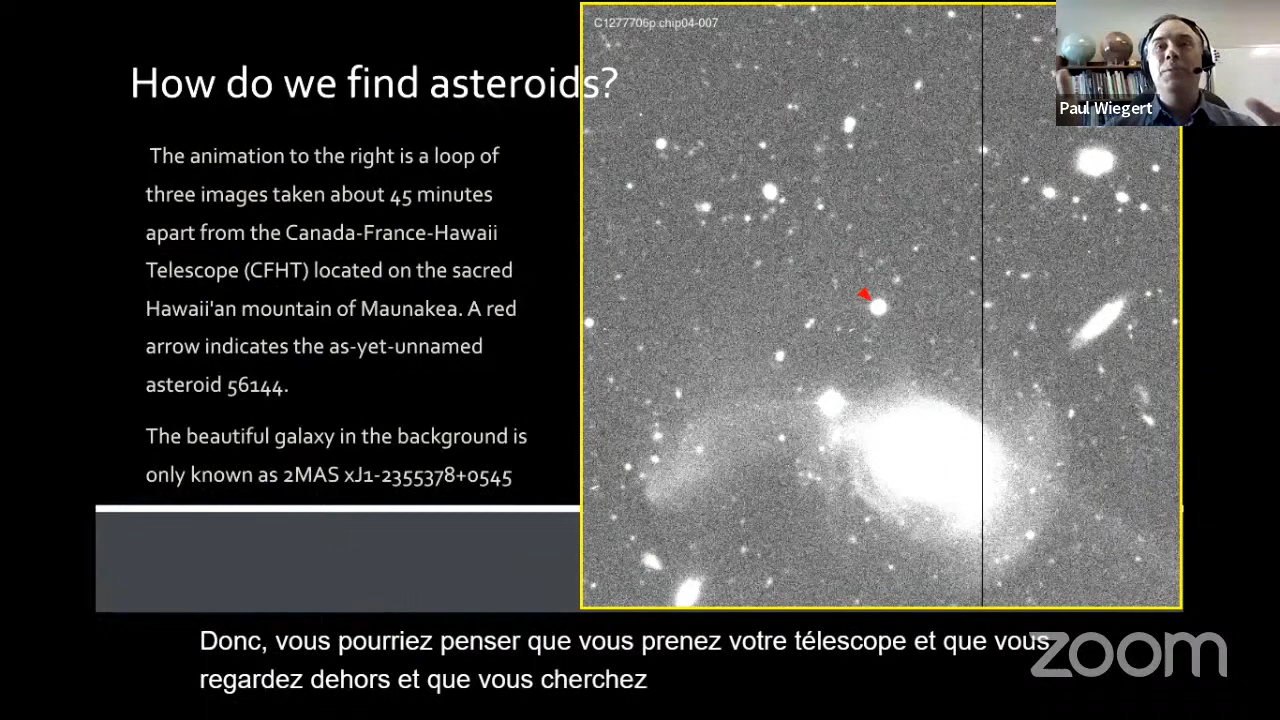 C1277706p chip04-007
How do we find asteroids?
Paul Wiegert
The animation to the right is a loop of
three images taken about 45 minutes
apart from the Canada-France-Hawaii
Telescope (CFHT) located on the sacred
Hawaii'an mountain of Maunakea. A red
arrow indicates the as-yet-unnamed
asteroid 56144.
The beautiful galaxy in the background is
only known as 2MAS xJ1-2355378+0545
Donc, vous pourriez penser que vous prenez votre télescope et que vous
regardez dehors et que vous cherchez
zoom